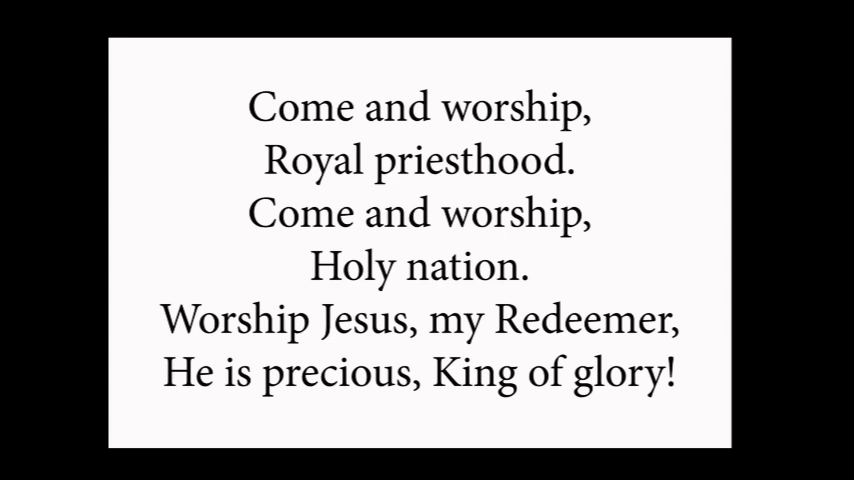 Come and worship,
Royal priesthood.
Come and worship,
Holy nation.
Worship Jesus, my Redeemer,
He is precious, King of glory!